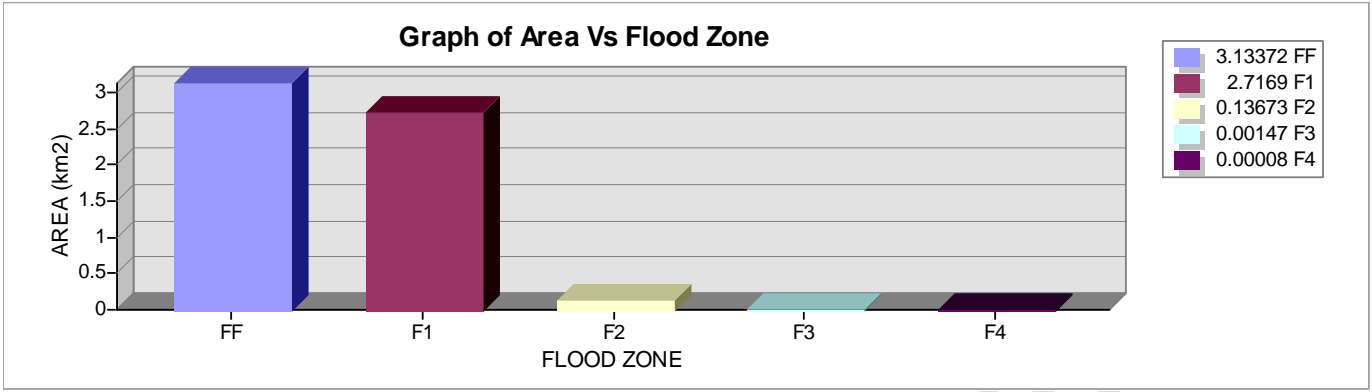 Graph of Area Vs Flood Zone
3.13372 FF
2.7169 F1
0.13673 F2
0.00147 F3
0.00008 F4
AREA (km2)
3
2.5
2
1.5
1
0.5
0
FF F1 F2 F3 F4
FLOOD ZONE